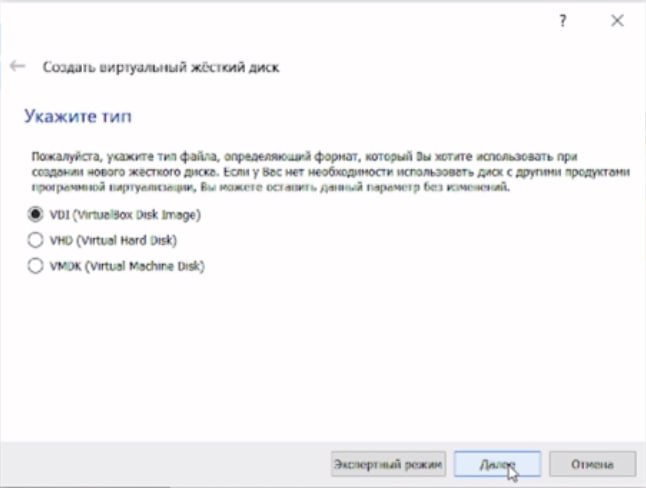 ?
Создать виртуальный жёсткий диск
Укажите тип
Пожалуйста, укажите тип файла, определяющий формат, который Вы хотите использовать при
создании нового жесткого диска. Если у Вас нет необходимости использовать диск с другими продуктами
программной виртуализации, Вы можете оставить данный параметр без изменений.
VDI (VirtualBox Disk Image)
VHD (Virtual Hard Disk)
VMDK (Virtual Machine Disk)
Экспертный режим Далее Отмена